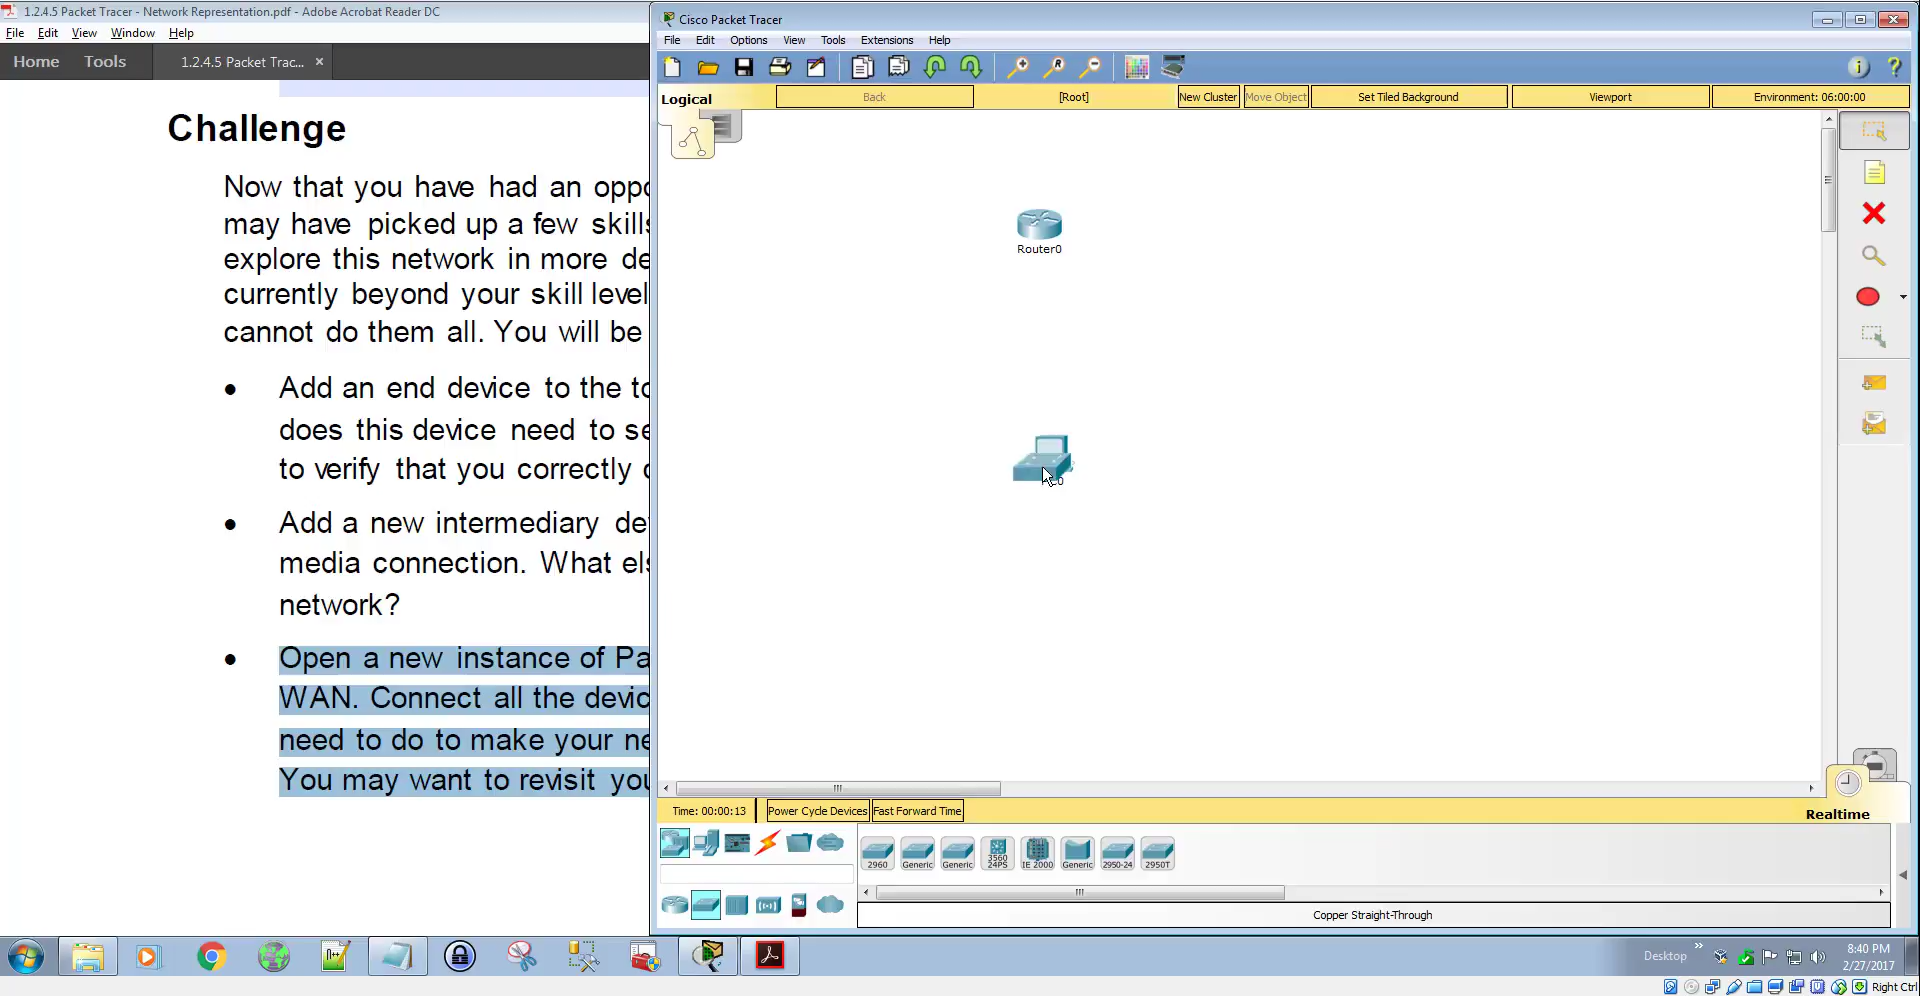 1.2.4.5 Packet Tracer - Network Representation.pdf - Adobe Acrobat Reader DC
File Edit View Window Help
Home Tools 1.2.4.5 Packet Trac... ×
Challenge
Now that you have had an oppo
may have picked up a few skills
explore this network in more de
currently beyond your skill level
cannot do them all. You will be
• Add an end device to the to
does this device need to se
to verify that you correctly c
• Add a new intermediary de
media connection. What els
network?
• Open a new instance of Pa
WAN. Connect all the devic
need to do to make your ne
You may want to revisit you
Cisco Packet Tracer
File Edit Options View Tools Extensions Help
Logical Back [Root] New Cluster Move Object Set Tiled Background Viewport Environment: 06:00:00
Router0
Time: 00:00:13 Power Cycle Devices Fast Forward Time
Realtime
2960 Generic Generic 3560 24PS IE 2000 Generic 2950-24 2950T
Copper Straight-Through
Desktop
8:40 PM
2/27/2017
Right Ctrl